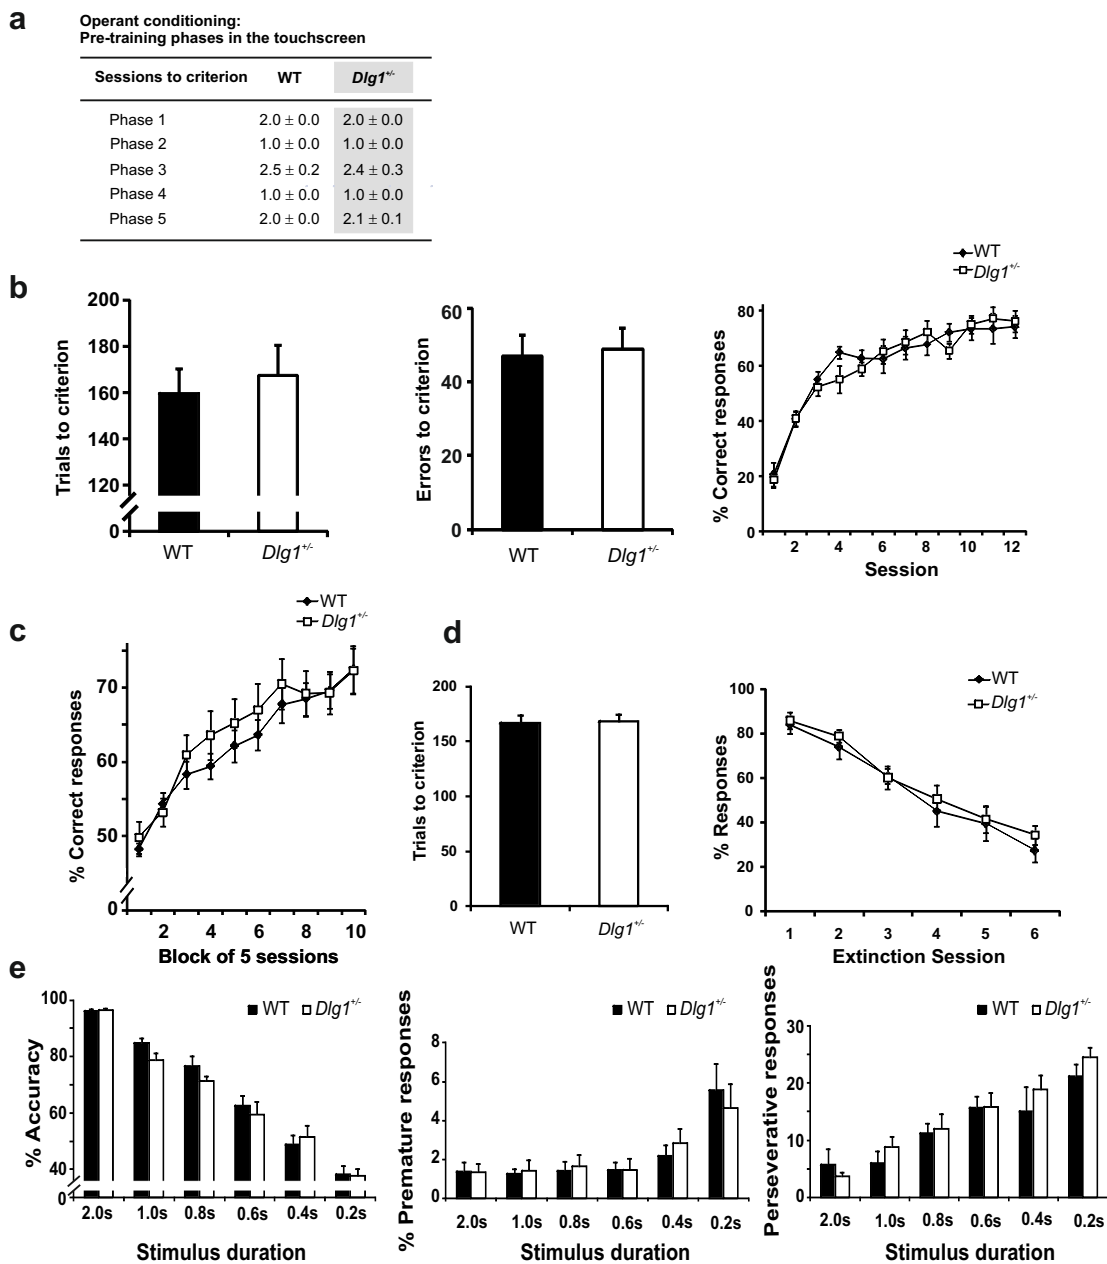 a
Operant conditioning:
Pre-training phases in the touchscreen
Sessions to criterion WT Dlg1+/-
Phase 1 2.0 ± 0.0 2.0 ± 0.0
Phase 2 1.0 ± 0.0 1.0 ± 0.0
Phase 3 2.5 ± 0.2 2.4 ± 0.3
Phase 4 1.0 ± 0.0 1.0 ± 0.0
Phase 5 2.0 ± 0.0 2.1 ± 0.1
b
Trials to criterion
200
180
160
140
120
0
WT Dlg1+/-
Errors to criterion
60
40
20
0
WT Dlg1+/-
WT
Dlg1+/-
% Correct responses
80
60
40
20
0
2 4 6 8 10 12
Session
c
WT
Dlg1+/-
% Correct responses
70
60
50
0
2 4 6 8 10
Block of 5 sessions
d
Trials to criterion
200
150
100
50
0
WT Dlg1+/-
WT
Dlg1+/-
% Responses
100
80
60
40
20
0
1 2 3 4 5 6
Extinction Session
e
WT Dlg1+/-
% Accuracy
100
80
60
40
0
2.0s 1.0s 0.8s 0.6s 0.4s 0.2s
Stimulus duration
WT Dlg1+/-
% Premature responses
8
6
4
2
0
2.0s 1.0s 0.8s 0.6s 0.4s 0.2s
Stimulus duration
WT Dlg1+/-
Perseverative responses
30
20
10
0
2.0s 1.0s 0.8s 0.6s 0.4s 0.2s
Stimulus duration